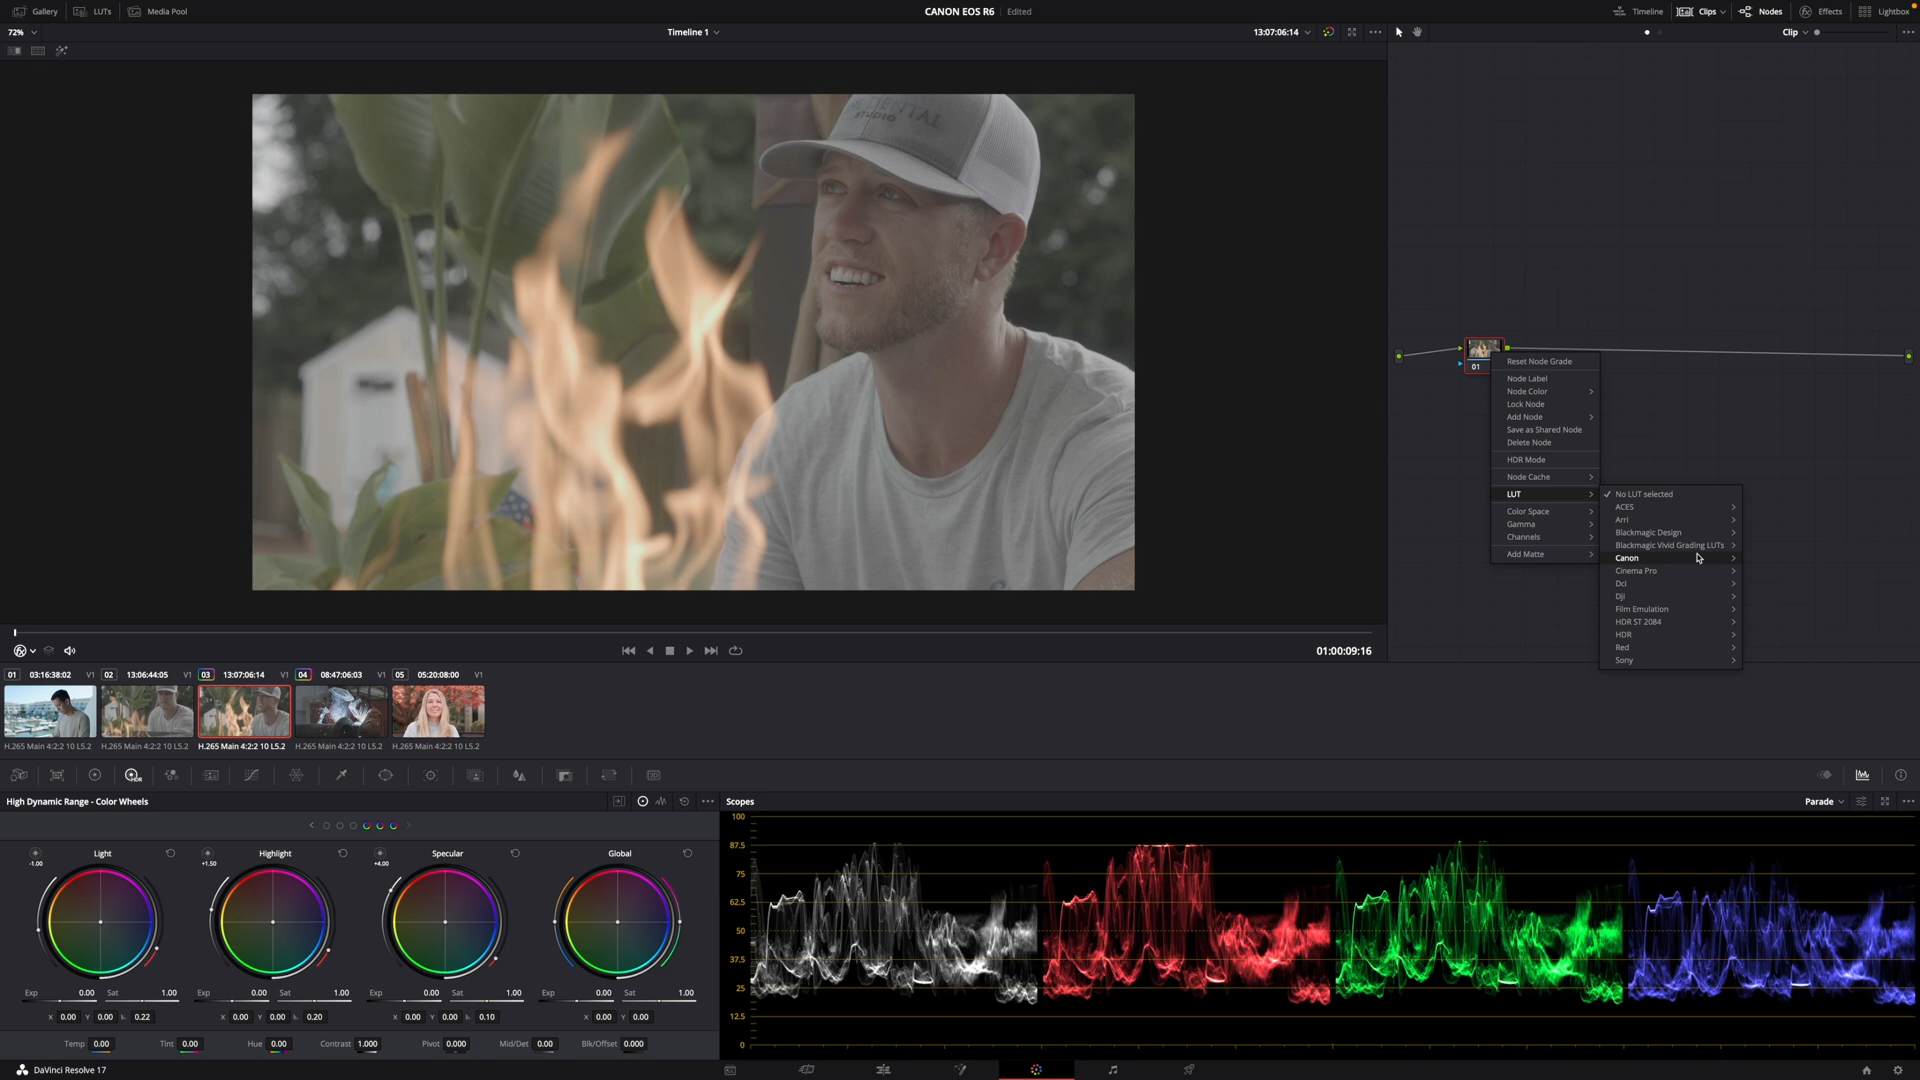 Gallery LUTs Media Pool CANON EOS R6 Edited Timeline Clips Nodes Effects Lightbox
72% Timeline 1 13:07:06:14 Clip
STUDIO
Reset Node Grade
01
Node Label
Node Color
Lock Node
Add Node
Save as Shared Node
Delete Node
HDR Mode
Node Cache
LUT
Color Space
Gamma
Channels
Add Matte
No LUT selected
ACES
Arri
Blackmagic Design
Blackmagic Vivid Grading LUTs
Canon
Cinema Pro
Dci
Dji
Film Emulation
HDR ST 2084
HDR
Red
Sony
01:00:09:16
01 03:16:38:02 V1 02 13:06:44:05 V1 03 13:07:06:14 V1 04 08:47:06:03 V1 05 05:20:08:00 V1
H.265 Main 4:2:2 10 L5.2 H.265 Main 4:2:2 10 L5.2 H.265 Main 4:2:2 10 L5.2 H.265 Main 4:2:2 10 L5.2 H.265 Main 4:2:2 10 L5.2
High Dynamic Range - Color Wheels
Light Highlight Specular Global
-1.00 +1.50 +4.00
Exp 0.00 Sat 1.00 Exp 0.00 Sat 1.00 Exp 0.00 Sat 1.00 Exp 0.00 Sat 1.00
X 0.00 Y 0.00 0.22 X 0.00 Y 0.00 0.20 X 0.00 Y 0.00 0.10 X 0.00 Y 0.00
Temp 0.00 Tint 0.00 Hue 0.00 Contrast 1.000 Pivot 0.000 Mid/Det 0.00 Blk/Offset 0.000
Scopes Parade
100
87.5
75
62.5
50
37.5
25
12.5
0
DaVinci Resolve 17